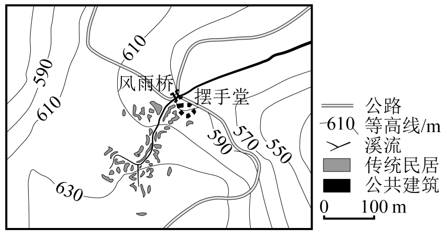 610
590
610
风雨桥
摆手堂
590
570
550
630
公路
610 等高线/m
溪流
传统民居
公共建筑
0 100 m